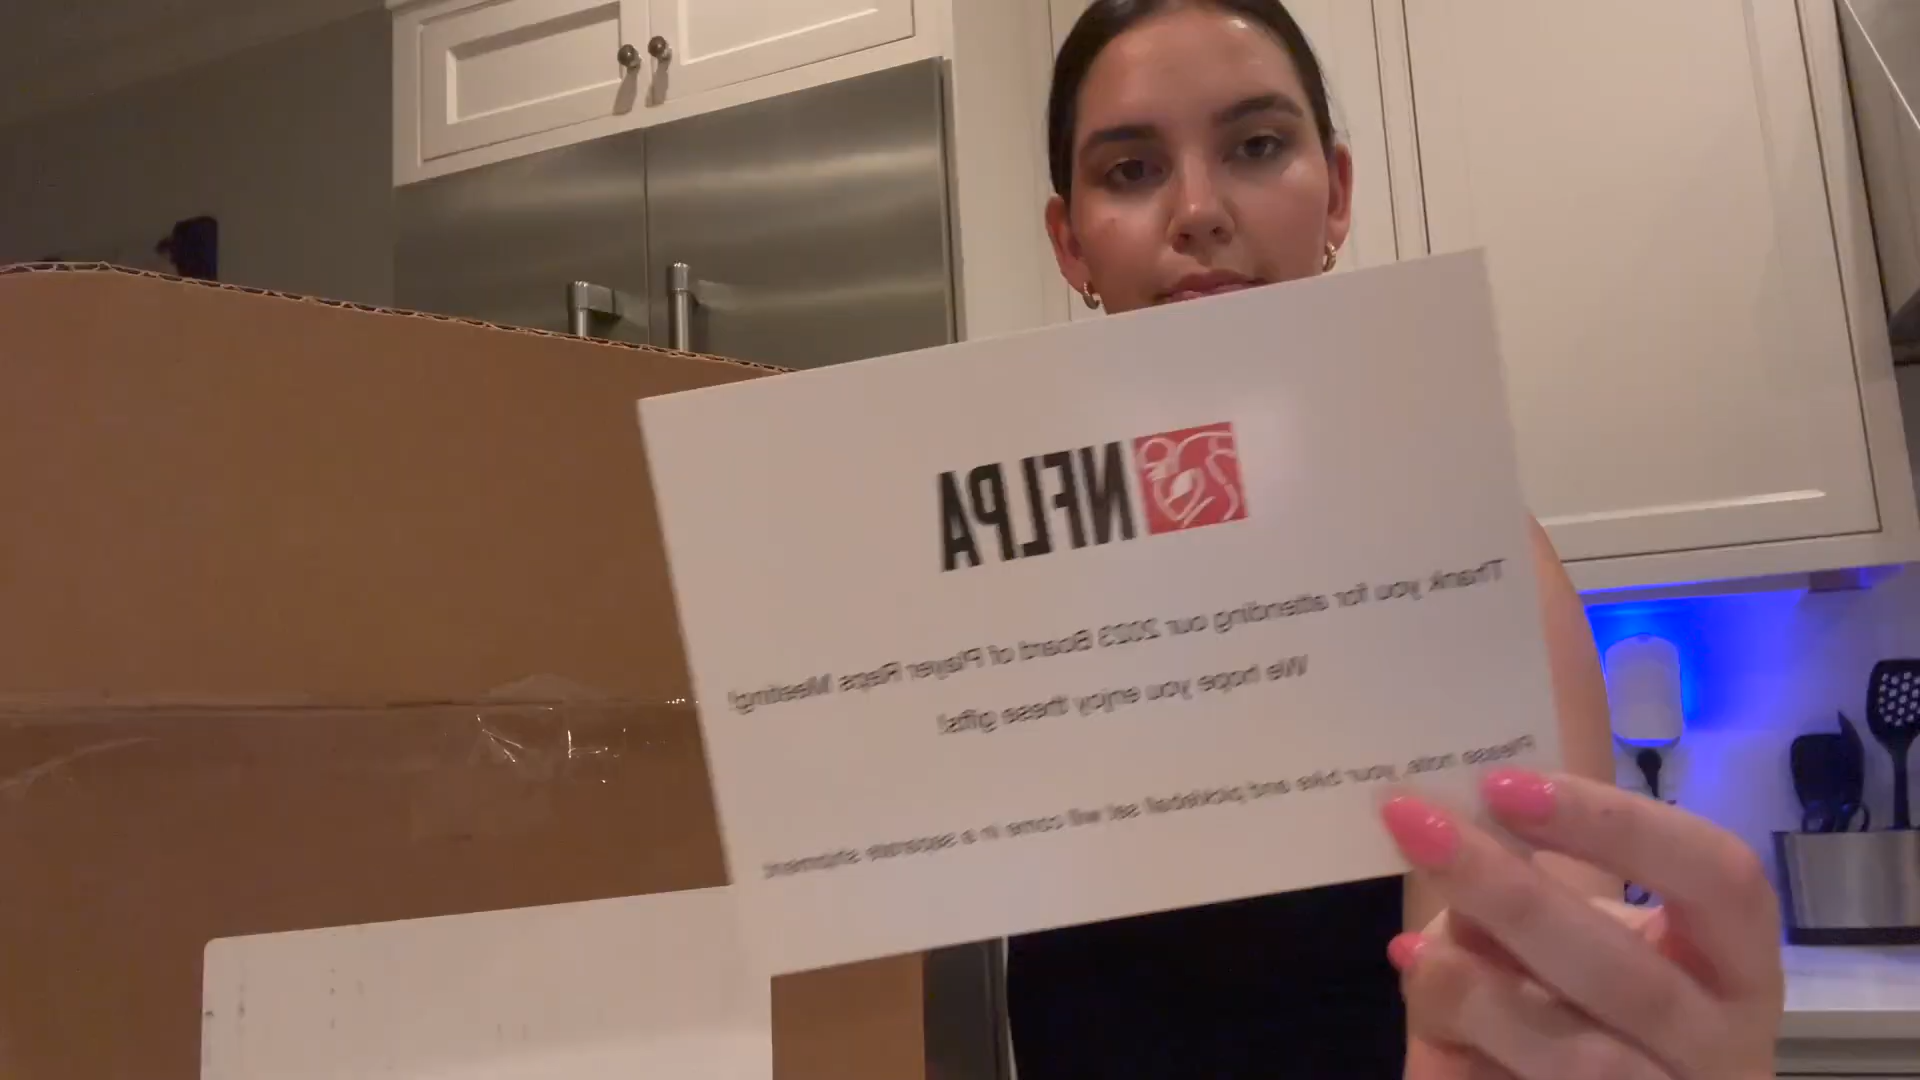 NFLPA
Thank you for attending our 2023 Board of Player Reps Meeting!
We hope you enjoy these gifts!
Please note, your bike and pickleball set will come in a separate shipment